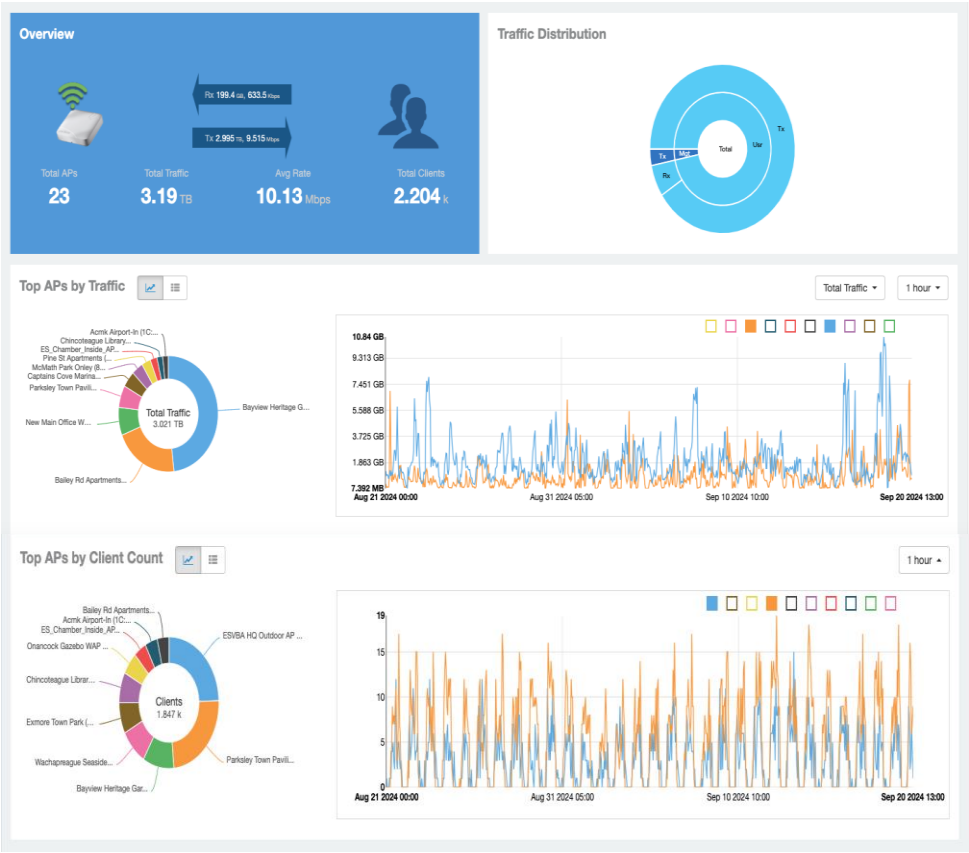 Overview
Traffic Distribution
Rx 199.4 GB, 633.5 Kbps
Tx 2.995 TB, 9.515 Mbps
Total APs
Total Traffic
Avg Rate
Total Clients
23
3.19 TB
10.13 Mbps
2.204 k
Tx
Usr
Total
Mgt
Tx
Rx
Top APs by Traffic
Total Traffic
1 hour
Acmk Airport-In (1C:...
Chincoteague Library...
ES_Chamber_Inside_AP...
Pine St Apartments (...
McMath Park Onley (8...
Captains Cove Marina...
Parksley Town Pavili...
New Main Office W...
Bailey Rd Apartments...
Bayview Heritage G...
Total Traffic
3.021 TB
10.84 GB
9.313 GB
7.451 GB
5.588 GB
3.725 GB
1.863 GB
7.392 MB
Aug 21 2024 00:00
Aug 31 2024 05:00
Sep 10 2024 10:00
Sep 20 2024 13:00
Top APs by Client Count
1 hour
Bailey Rd Apartments...
Acmk Airport-In (1C:...
ES_Chamber_Inside_AP...
Onancock Gazebo WAP ...
Chincoteague Librar...
Exmore Town Park (...
Wachapreague Seaside...
Bayview Heritage Gar...
ESVBA HQ Outdoor AP ...
Parksley Town Pavili...
Clients
1.847 k
19
15
10
5
0
Aug 21 2024 00:00
Aug 31 2024 05:00
Sep 10 2024 10:00
Sep 20 2024 13:00